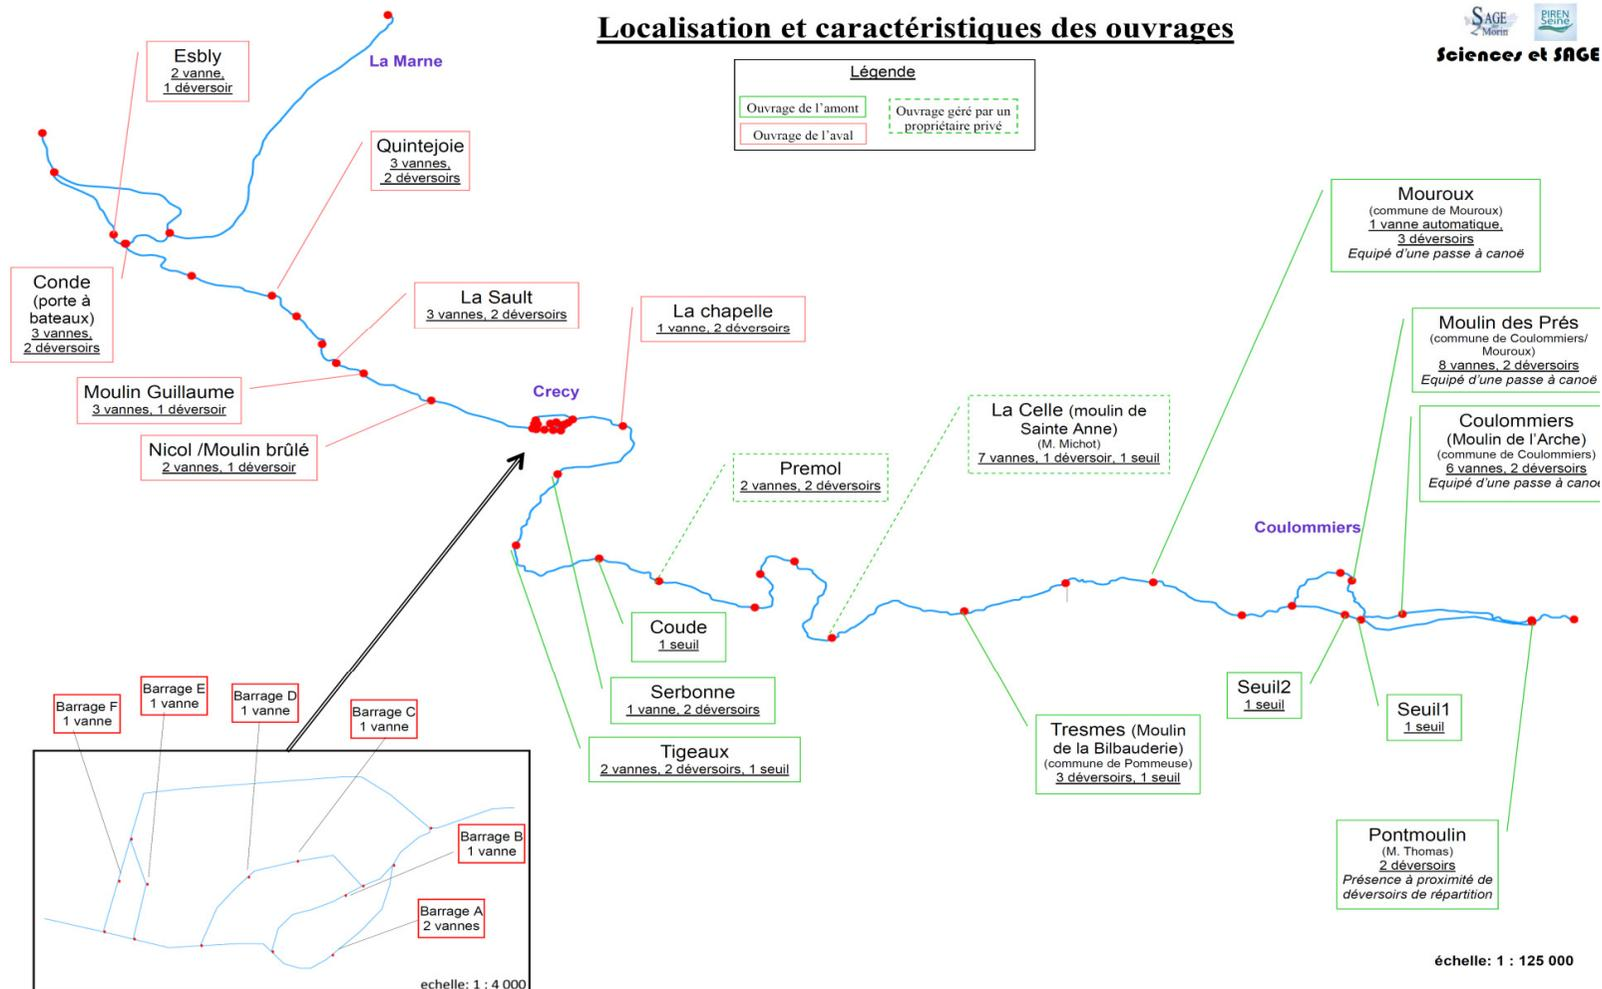 Localisation et caractéristiques des ouvrages
SAGE
Morin
PIREN
Seine
Sciences et SAGE
Légende
Ouvrage de l'amont
Ouvrage de l'aval
Ouvrage géré par un
propriétaire privé
La Marne
Esbly
2 vanne,
1 déversoir
Quintejoie
3 vannes,
2 déversoirs
Conde
(porte à
bateaux)
3 vannes,
2 déversoirs
La Sault
3 vannes, 2 déversoirs
La chapelle
1 vanne, 2 déversoirs
Moulin Guillaume
3 vannes, 1 déversoir
Nicol /Moulin brûlé
2 vannes, 1 déversoir
Crecy
Premol
2 vannes, 2 déversoirs
La Celle (moulin de
Sainte Anne)
(M. Michot)
7 vannes, 1 déversoir, 1 seuil
Mouroux
(commune de Mouroux)
1 vanne automatique,
3 déversoirs
Equipé d'une passe à canoë
Moulin des Prés
(commune de Coulommiers/
Mouroux)
8 vannes, 2 déversoirs
Equipé d'une passe à canoë
Coulommiers
(Moulin de l'Arche)
(commune de Coulommiers)
6 vannes, 2 déversoirs
Equipé d'une passe à canoë
Coulommiers
Coude
1 seuil
Serbonne
1 vanne, 2 déversoirs
Tigeaux
2 vannes, 2 déversoirs, 1 seuil
Tresmes (Moulin
de la Bilbauderie)
(commune de Pommeuse)
3 déversoirs, 1 seuil
Seuil2
1 seuil
Seuil1
1 seuil
Pontmoulin
(M. Thomas)
2 déversoirs
Présence à proximité de
déversoirs de répartition
Barrage F
1 vanne
Barrage E
1 vanne
Barrage D
1 vanne
Barrage C
1 vanne
Barrage B
1 vanne
Barrage A
2 vannes
echelle: 1 : 4 000
échelle: 1 : 125 000